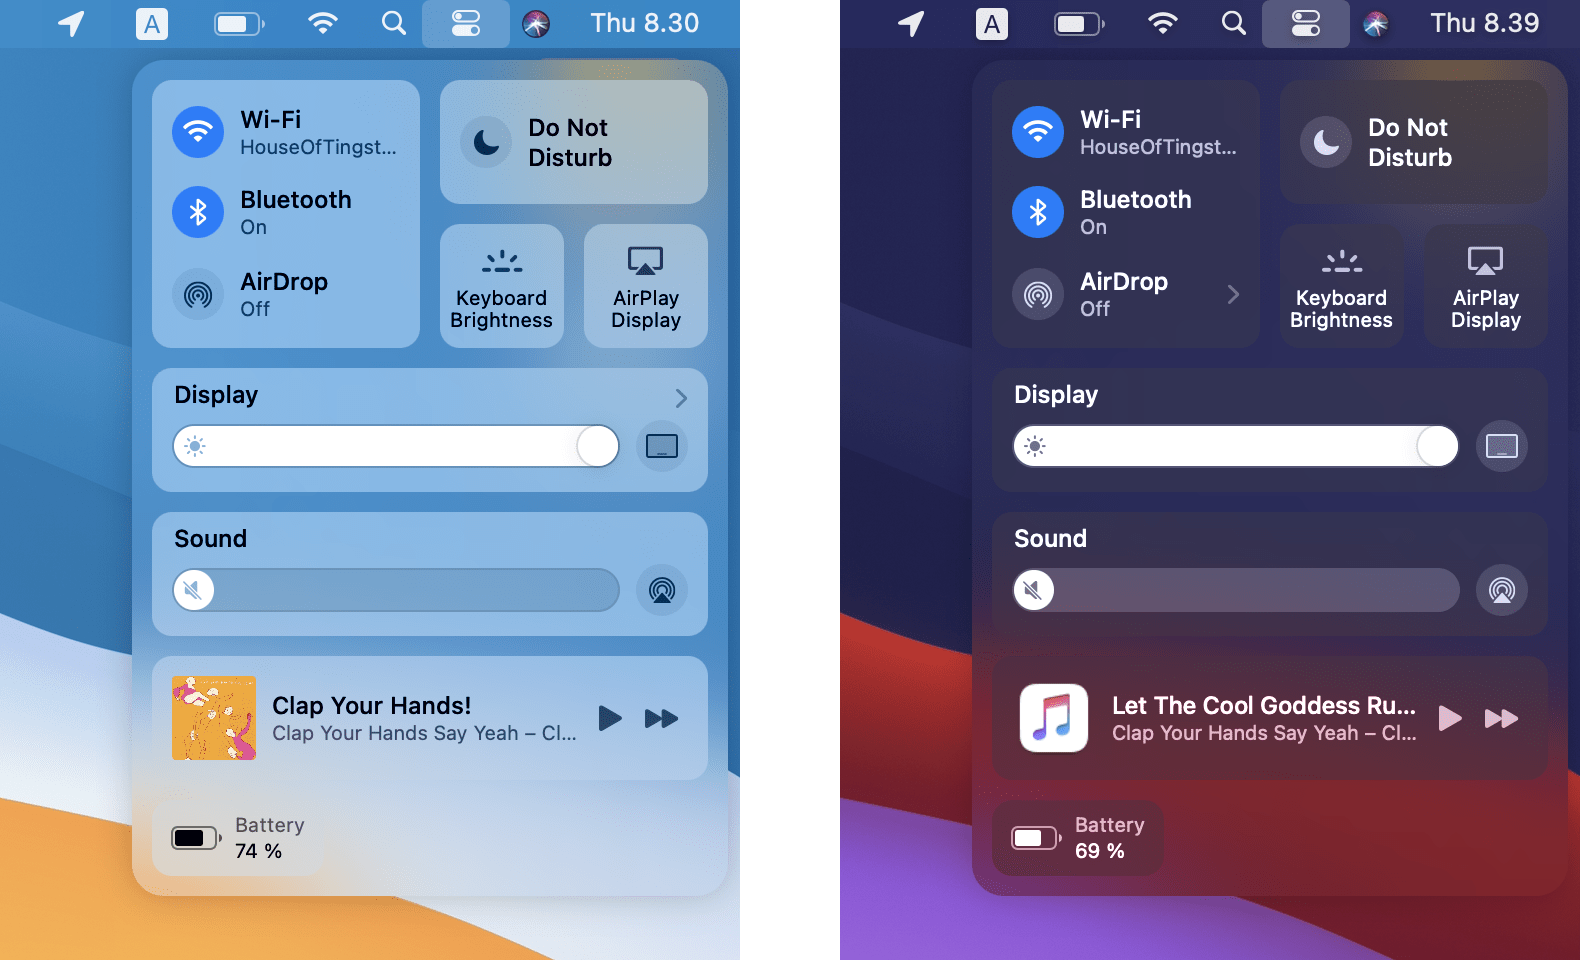 A
Thu 8.30
Wi-Fi
HouseOfTingst...
Bluetooth
On
AirDrop
Off
Do Not
Disturb
Keyboard
Brightness
AirPlay
Display
Display
Sound
Clap Your Hands!
Clap Your Hands Say Yeah – Cl...
Battery
74 %
A
Thu 8.39
Wi-Fi
HouseOfTingst...
Bluetooth
On
AirDrop
Off
Do Not
Disturb
Keyboard
Brightness
AirPlay
Display
Display
Sound
Let The Cool Goddess Ru...
Clap Your Hands Say Yeah – Cl...
Battery
69 %